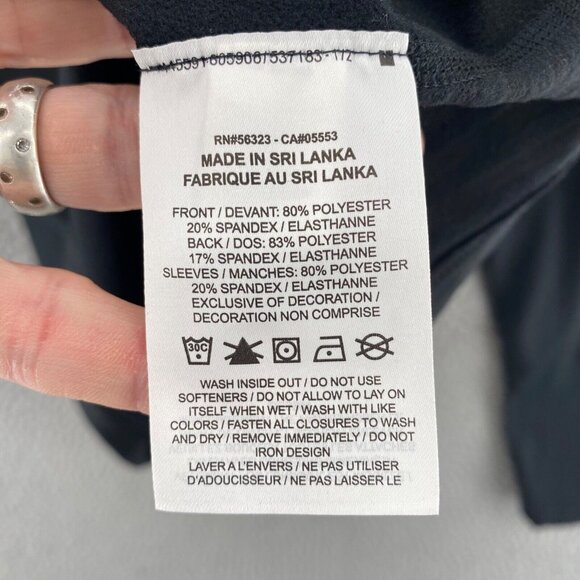 RN#56323 - CA#05553
MADE IN SRI LANKA
FABRIQUE AU SRI LANKA
FRONT / DEVANT: 80% POLYESTER
20% SPANDEX / ELASTHANNE
BACK / DOS: 83% POLYESTER
17% SPANDEX / ELASTHANNE
SLEEVES / MANCHES: 80% POLYESTER
20% SPANDEX / ELASTHANNE
EXCLUSIVE OF DECORATION /
DECORATION NON COMPRISE
30C
WASH INSIDE OUT / DO NOT USE
SOFTENERS / DO NOT ALLOW TO LAY ON
ITSELF WHEN WET / WASH WITH LIKE
COLORS / FASTEN ALL CLOSURES TO WASH
AND DRY / REMOVE IMMEDIATELY / DO NOT
IRON DESIGN
LAVER A L'ENVERS / NE PAS UTILISER
D'ADOUCISSEUR / NE PAS LAISSER LE